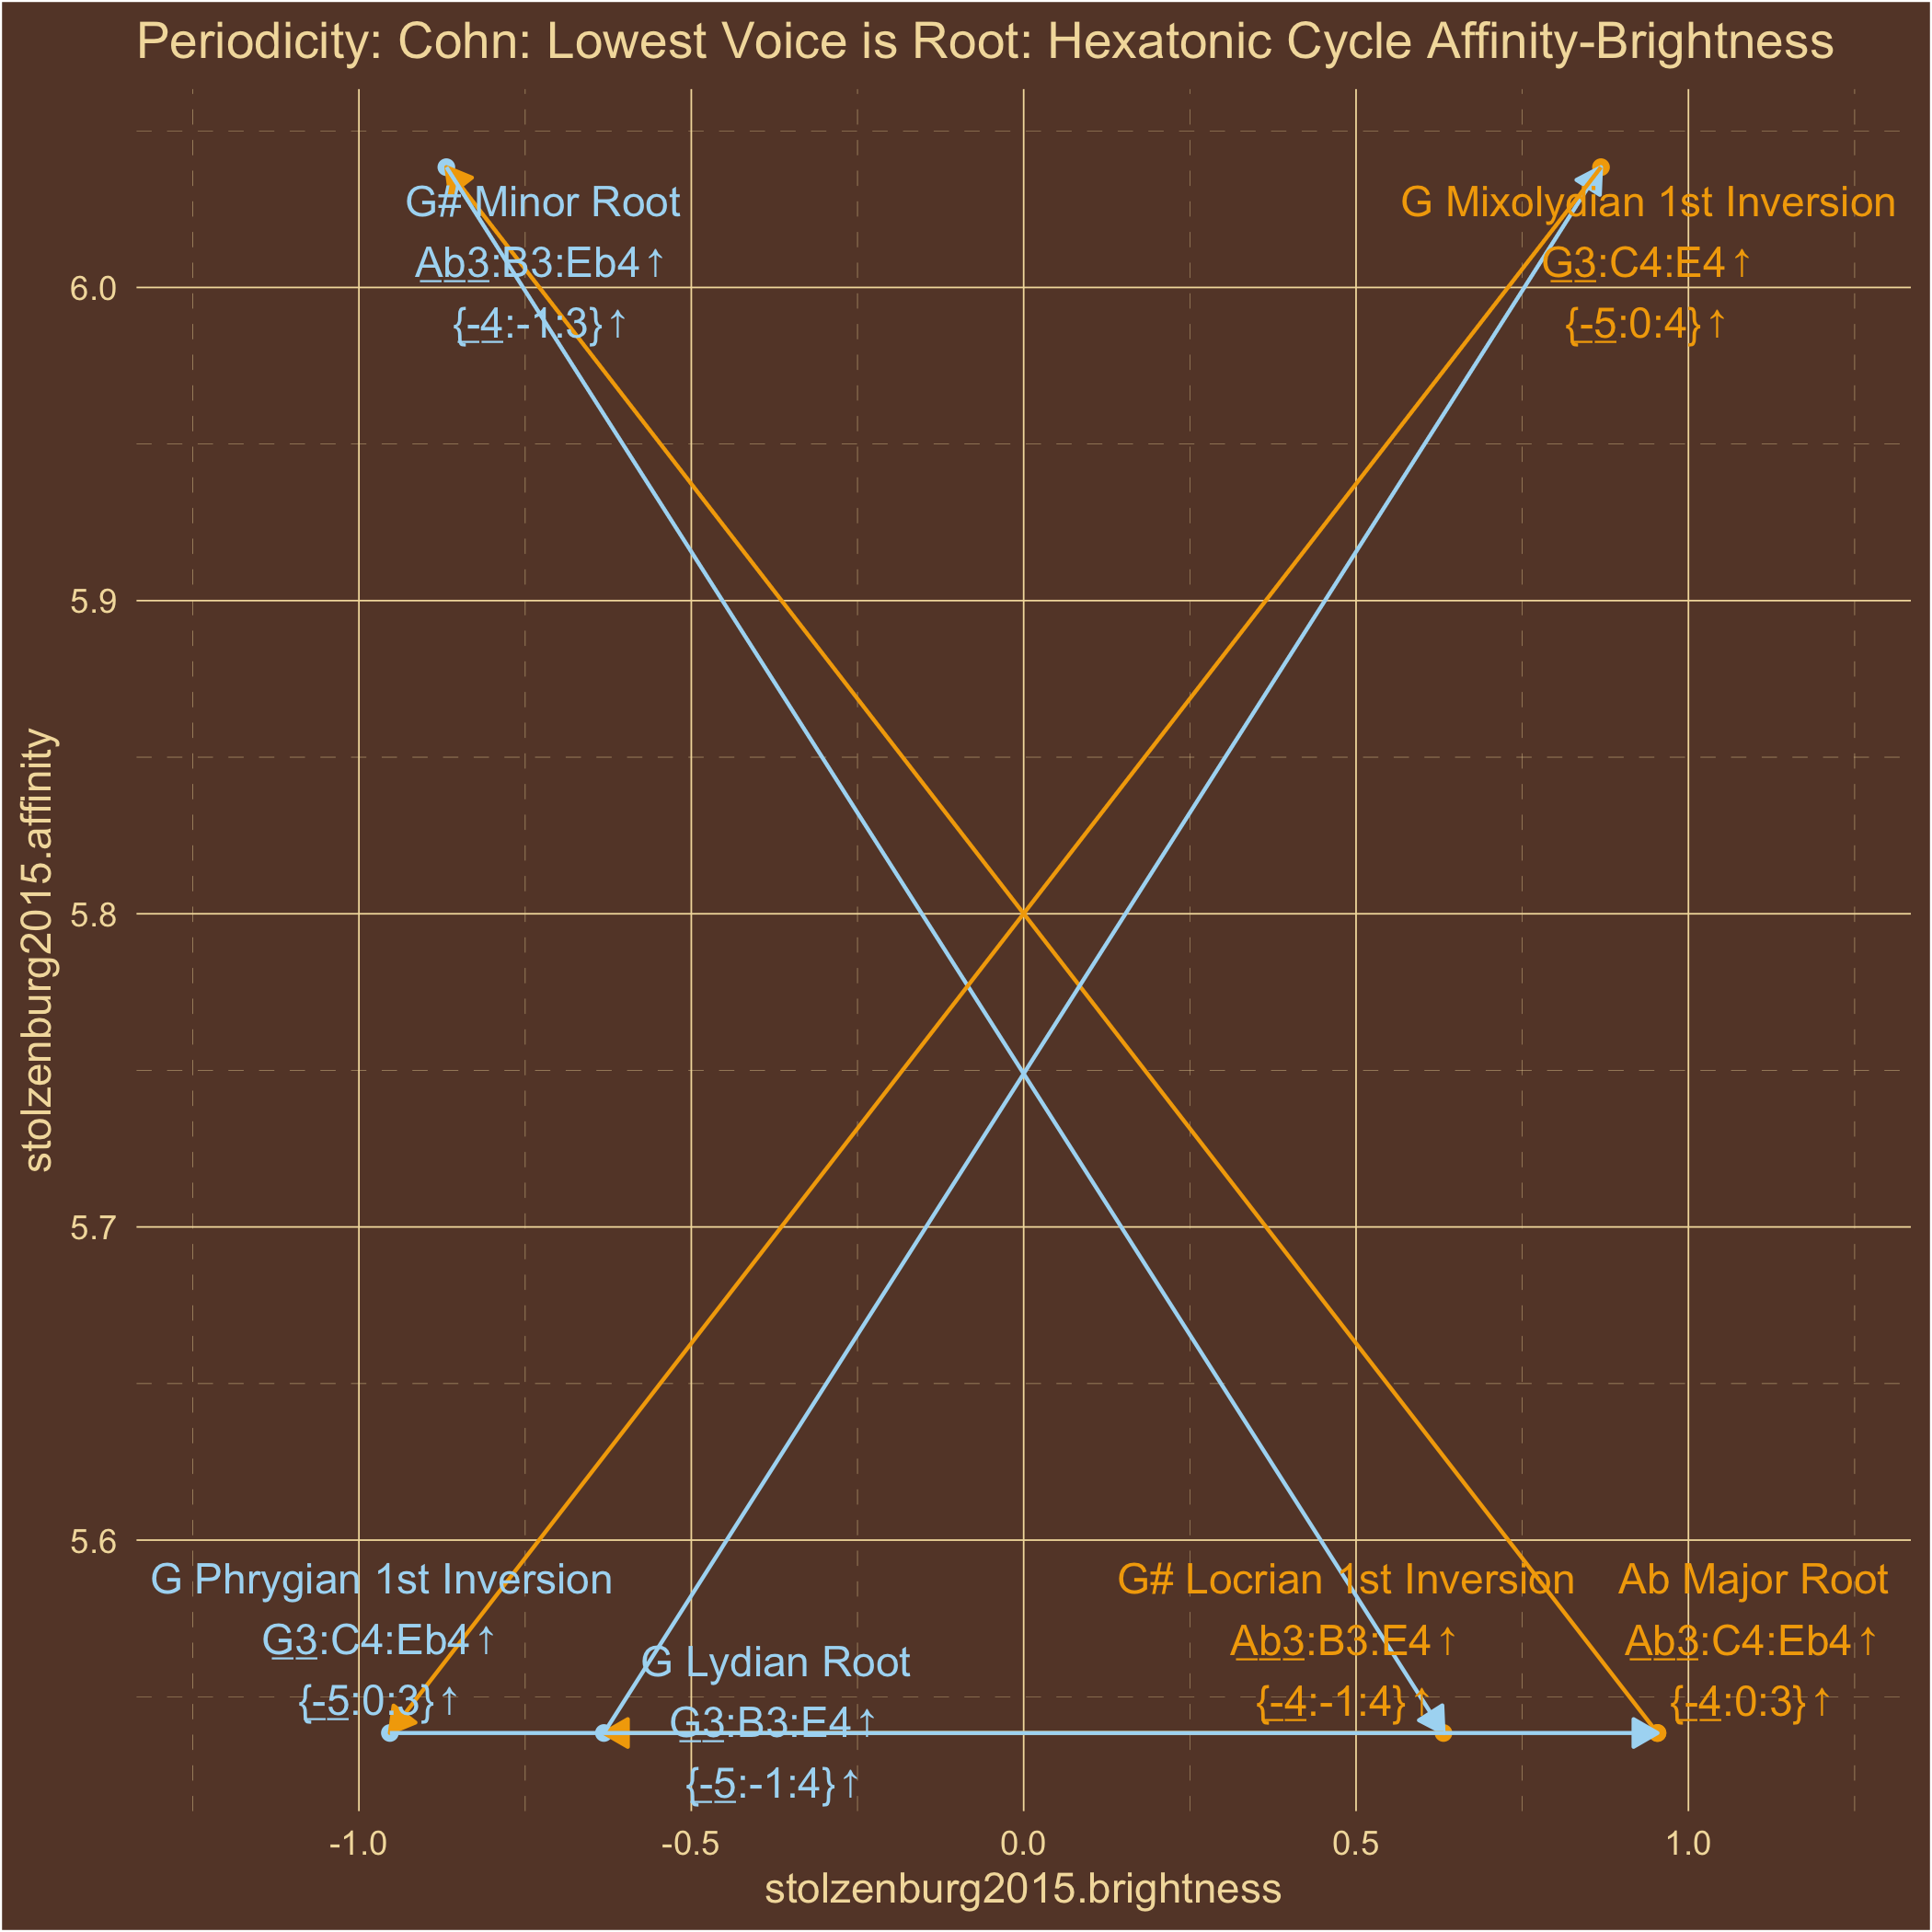 Periodicity: Cohn: Lowest Voice is Root: Hexatonic Cycle Affinity-Brightness
stolzenburg2015.affinity
6.0
5.9
5.8
5.7
5.6
G# Minor Root
Ab3:B3:Eb4↑
{-4:-1:3}↑
G Mixolydian 1st Inversion
G3:C4:E4↑
{-5:0:4}↑
G Phrygian 1st Inversion
G3:C4:Eb4↑
{-5:0:3}↑
G Lydian Root
G3:B3:E4↑
{-5:-1:4}↑
G# Locrian 1st Inversion
Ab3:B3:E4↑
{-4:-1:4}↑
Ab Major Root
Ab3:C4:Eb4↑
{-4:0:3}↑
-1.0
-0.5
0.0
0.5
1.0
stolzenburg2015.brightness